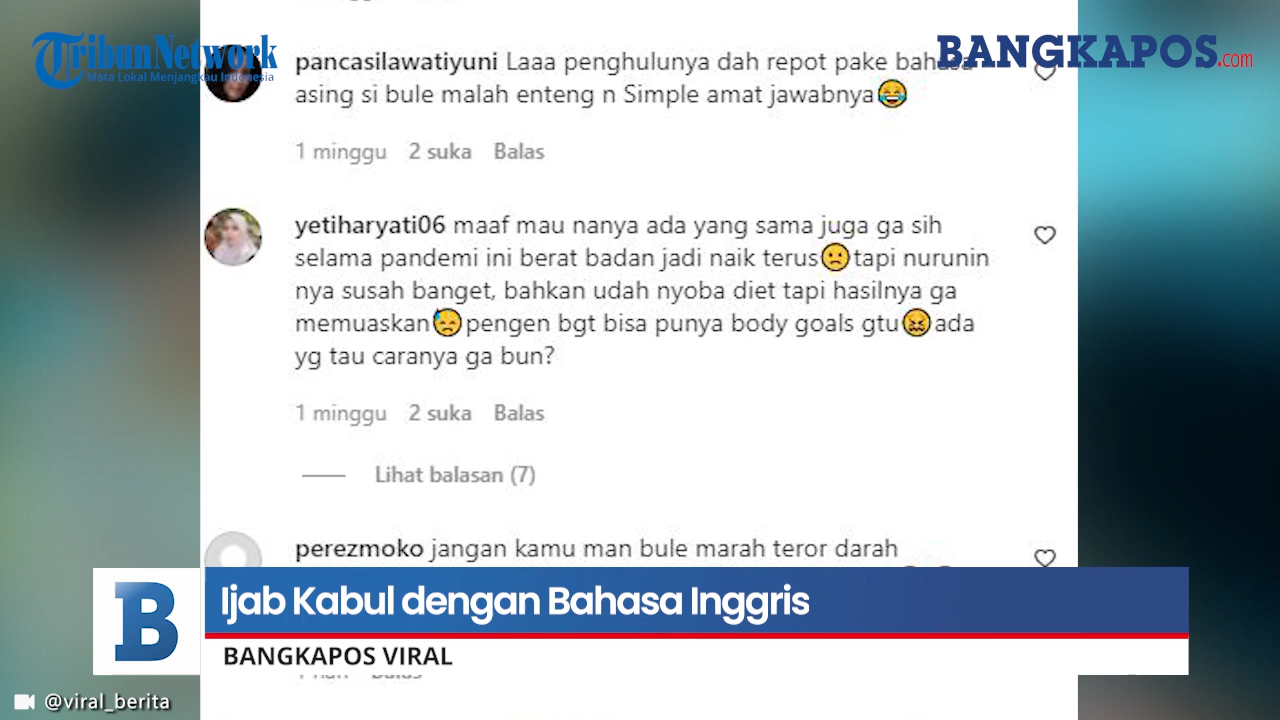 TribunNetwork
Mata Lokal Menjangkau Indonesia
BANGKAPOS.com
pancasilawatiyuni Laaa penghulunya dah repot pake bahasa
asing si bule malah enteng n Simple amat jawabnya😂
1 minggu 2 suka Balas
yetiharyati06 maaf mau nanya ada yang sama juga ga sih
selama pandemi ini berat badan jadi naik terus🙁tapi nurunin
nya susah banget, bahkan udah nyoba diet tapi hasilnya ga
memuaskan😓pengen bgt bisa punya body goals gtu😖ada
yg tau caranya ga bun?
1 minggu 2 suka Balas
Lihat balasan (7)
perezmoko jangan kamu man bule marah teror darah
B
Ijab Kabul dengan Bahasa Inggris
BANGKAPOS VIRAL
@viral_berita